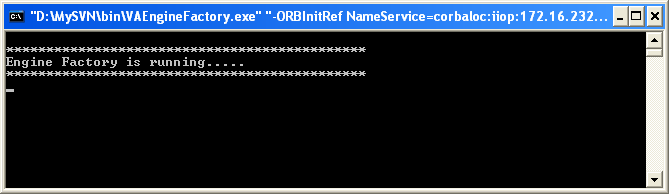 "D:\MySVN\bin\VAEngineFactory.exe" "-ORBInitRef NameService=corbaloc:iiop:172.16.232...
*********************************************
Engine Factory is running.....
*********************************************